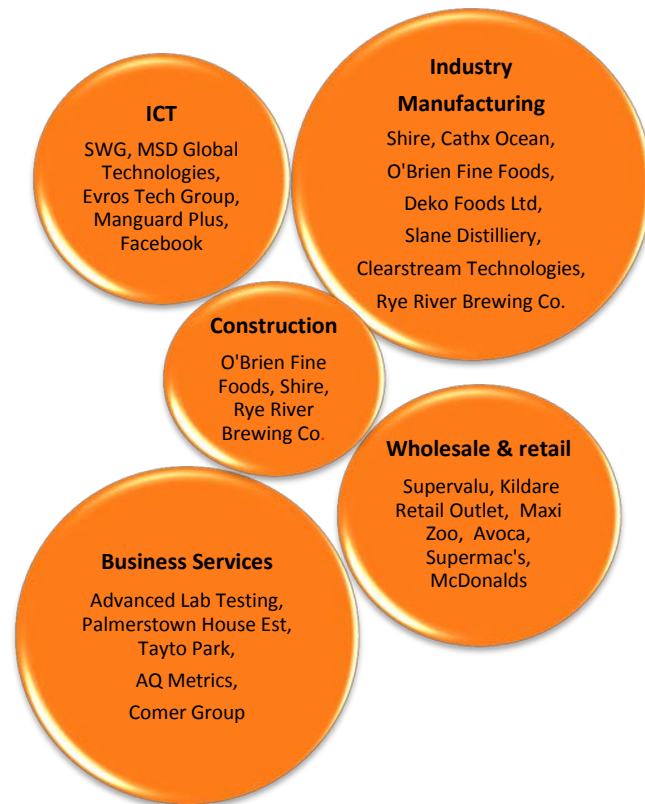 ICT
SWG, MSD Global
Technologies,
Evros Tech Group,
Manguard Plus,
Facebook
Industry
Manufacturing
Shire, Cathx Ocean,
O'Brien Fine Foods,
Deko Foods Ltd,
Slane Distilliery,
Clearstream Technologies,
Rye River Brewing Co.
Construction
O'Brien Fine
Foods, Shire,
Rye River
Brewing Co.
Wholesale & retail
Supervalu, Kildare
Retail Outlet, Maxi
Zoo, Avoca,
Supermac's,
McDonalds
Business Services
Advanced Lab Testing,
Palmerstown House Est,
Tayto Park,
AQ Metrics,
Comer Group